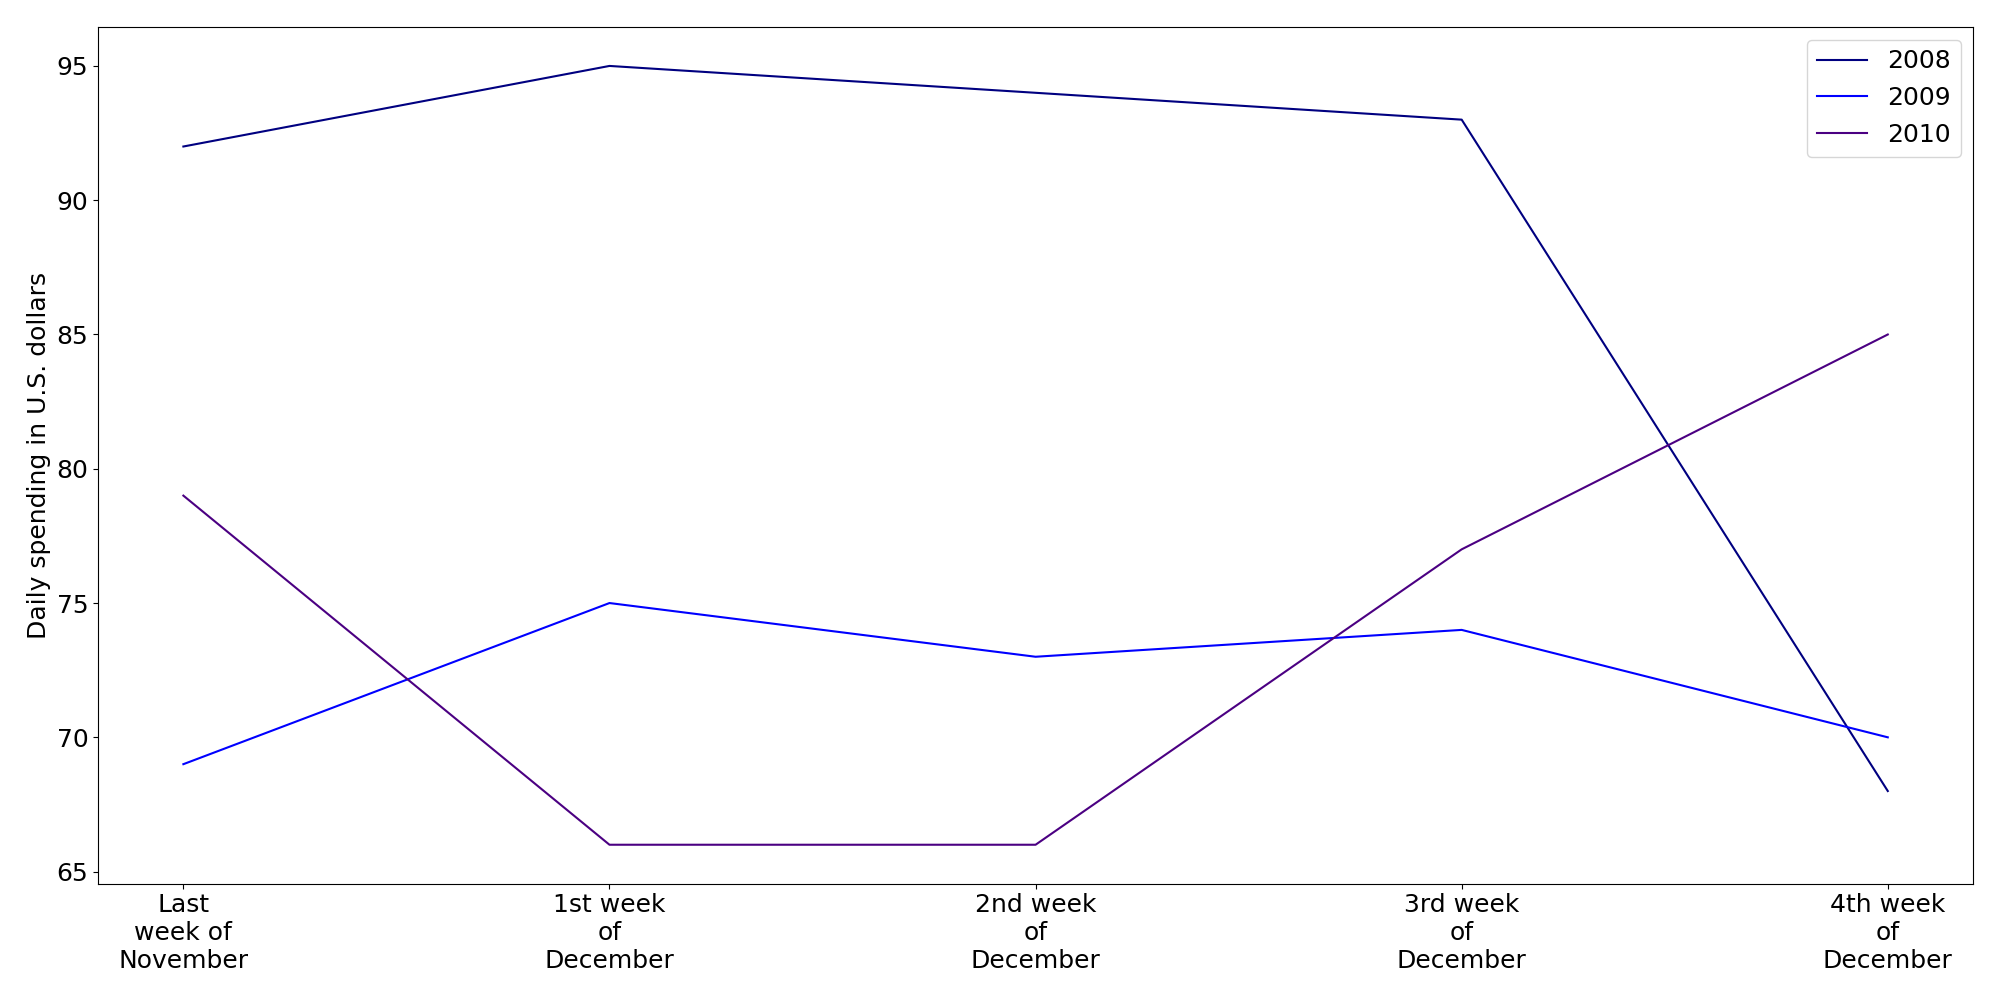 2008
2009
2010
95
90
85
80
75
70
65
Daily spending in U.S. dollars
Last
week of
November
1st week
of
December
2nd week
of
December
3rd week
of
December
4th week
of
December